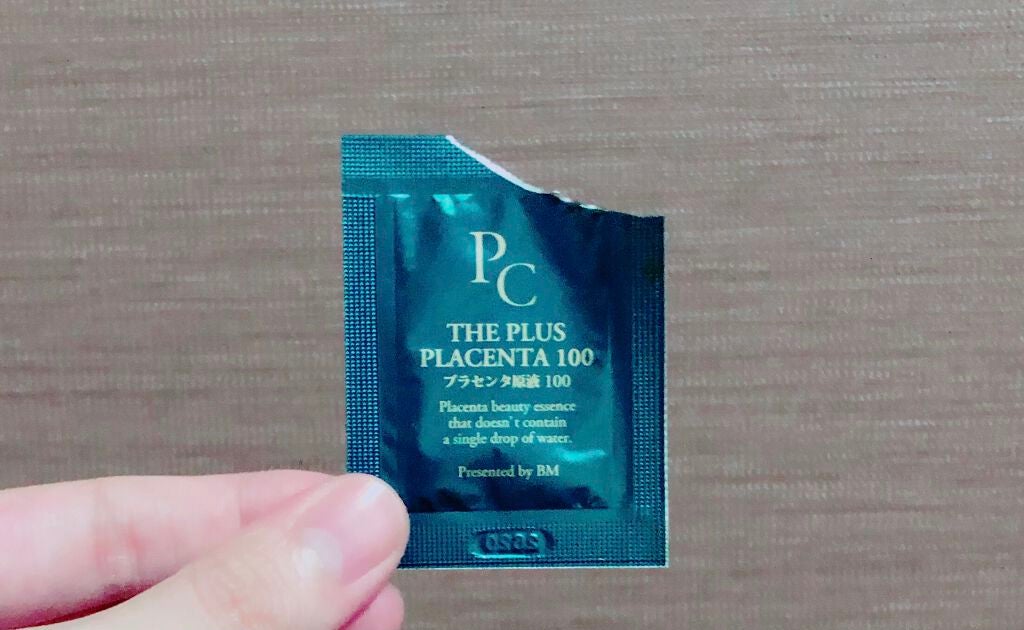 PC
THE PLUS
PLACENTA 100
プラセンタ原液 100
Placenta beauty essence
that doesn't contain
a single drop of water.
Presented by BM